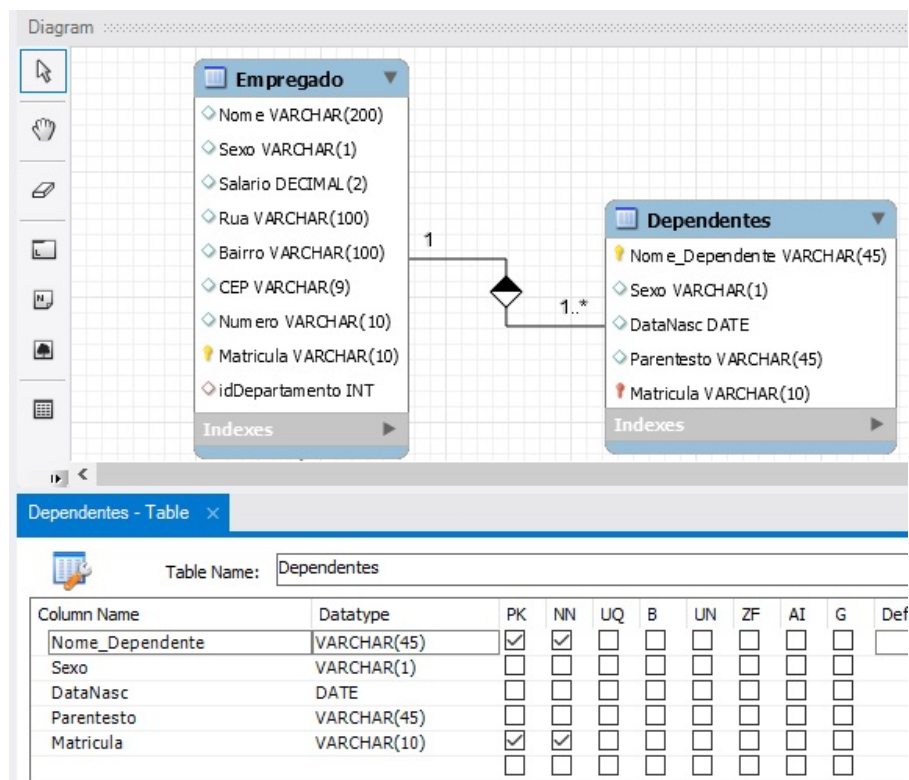 Diagram
Empregado
Nome VARCHAR(200)
Sexo VARCHAR(1)
Salario DECIMAL(2)
Rua VARCHAR(100)
Bairro VARCHAR(100)
CEP VARCHAR(9)
Numero VARCHAR(10)
Matricula VARCHAR(10)
idDepartamento INT
Indexes
1
1..*
Dependentes
Nome_Dependente VARCHAR(45)
Sexo VARCHAR(1)
DataNasc DATE
Parentesto VARCHAR(45)
Matricula VARCHAR(10)
Indexes
Dependentes - Table ×
Table Name: Dependentes
Column Name Datatype PK NN UQ B UN ZF AI G Def
Nome_Dependente VARCHAR(45)
Sexo VARCHAR(1)
DataNasc DATE
Parentesto VARCHAR(45)
Matricula VARCHAR(10)